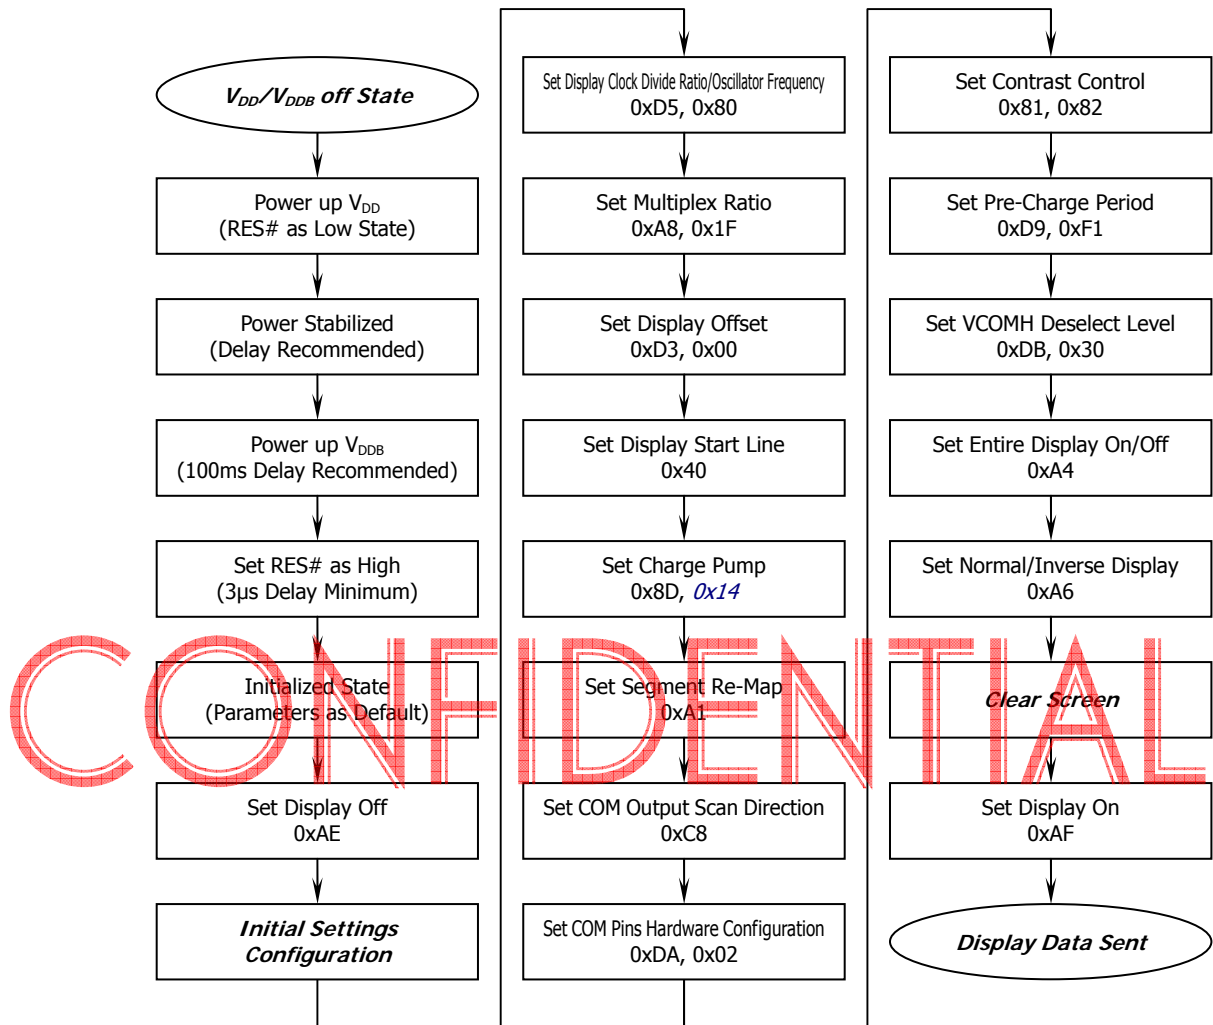 V_DD/V_DDB off State
Power up V_DD
(RES# as Low State)
Power Stabilized
(Delay Recommended)
Power up V_DDB
(100ms Delay Recommended)
Set RES# as High
(3µs Delay Minimum)
Initialized State
(Parameters as Default)
Set Display Off
0xAE
Initial Settings
Configuration
Set Display Clock Divide Ratio/Oscillator Frequency
0xD5, 0x80
Set Multiplex Ratio
0xA8, 0x1F
Set Display Offset
0xD3, 0x00
Set Display Start Line
0x40
Set Charge Pump
0x8D, 0x14
Set Segment Re-Map
0xA1
Set COM Output Scan Direction
0xC8
Set COM Pins Hardware Configuration
0xDA, 0x02
Set Contrast Control
0x81, 0x82
Set Pre-Charge Period
0xD9, 0xF1
Set VCOMH Deselect Level
0xDB, 0x30
Set Entire Display On/Off
0xA4
Set Normal/Inverse Display
0xA6
Clear Screen
Set Display On
0xAF
Display Data Sent
CONFIDENTIAL